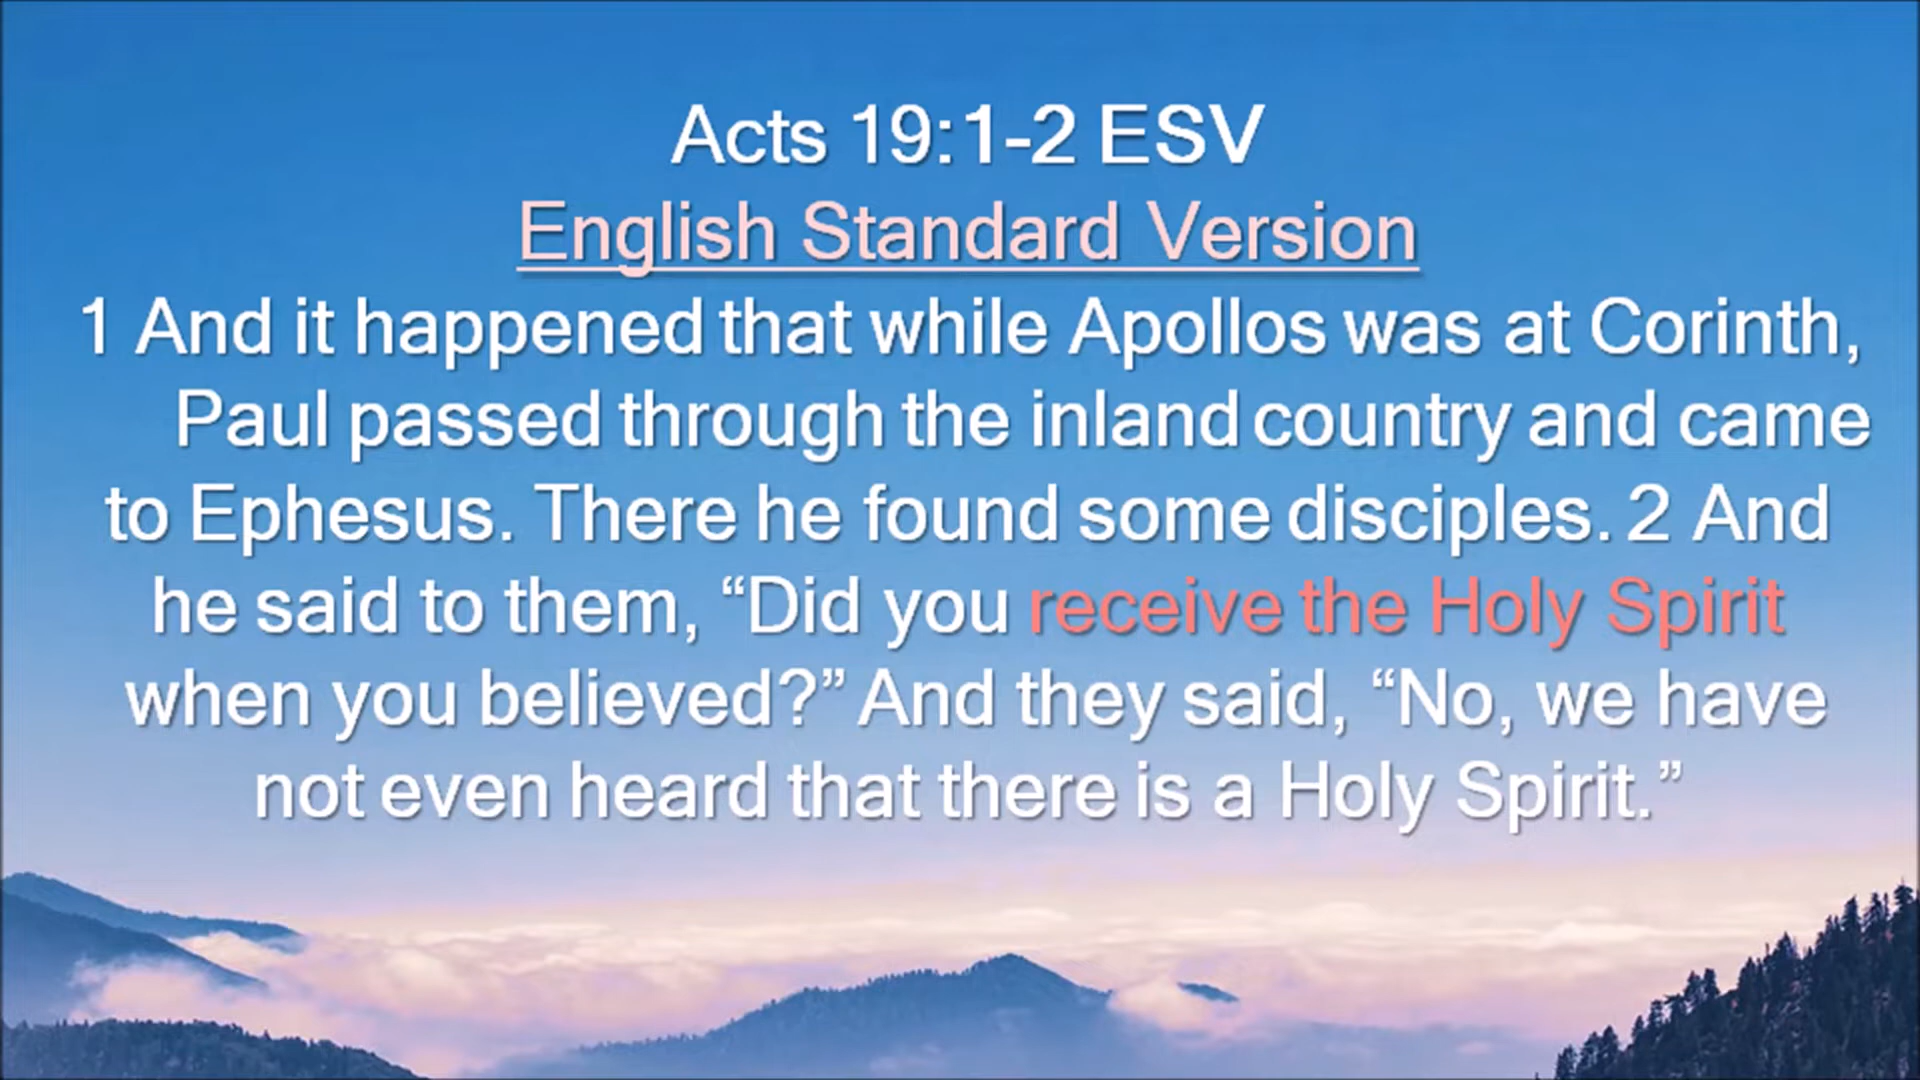 Acts 19:1-2 ESV
English Standard Version
1 And it happened that while Apollos was at Corinth,
Paul passed through the inland country and came
to Ephesus. There he found some disciples. 2 And
he said to them, “Did you receive the Holy Spirit
when you believed?” And they said, “No, we have
not even heard that there is a Holy Spirit.”